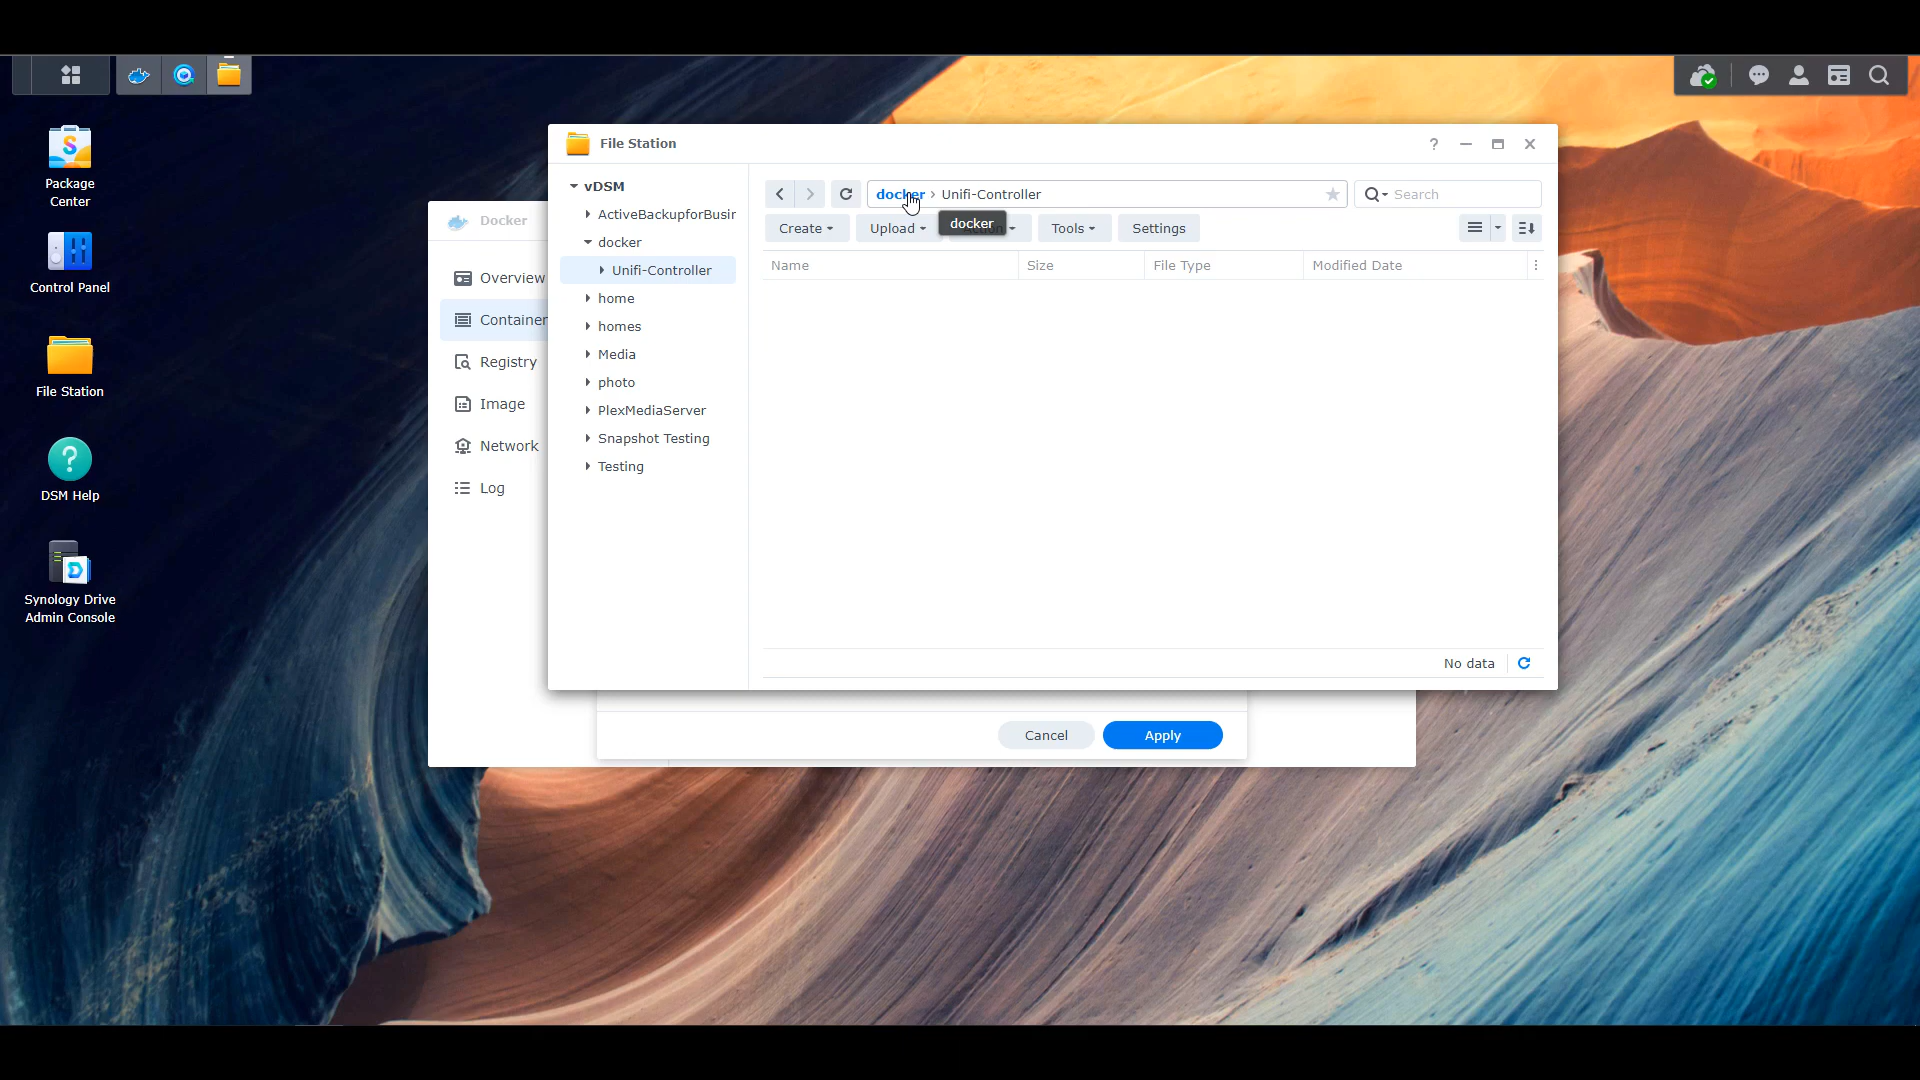 File Station
?
vDSM
ActiveBackupforBusir
docker
Unifi-Controller
home
homes
Media
photo
PlexMediaServer
Snapshot Testing
Testing
docker › Unifi-Controller
Search
Create
Upload
docker
Tools
Settings
Name
Size
File Type
Modified Date
No data
Docker
Overview
Container
Registry
Image
Network
Log
Cancel
Apply
S
Package
Center
Control Panel
File Station
?
DSM Help
Synology Drive
Admin Console